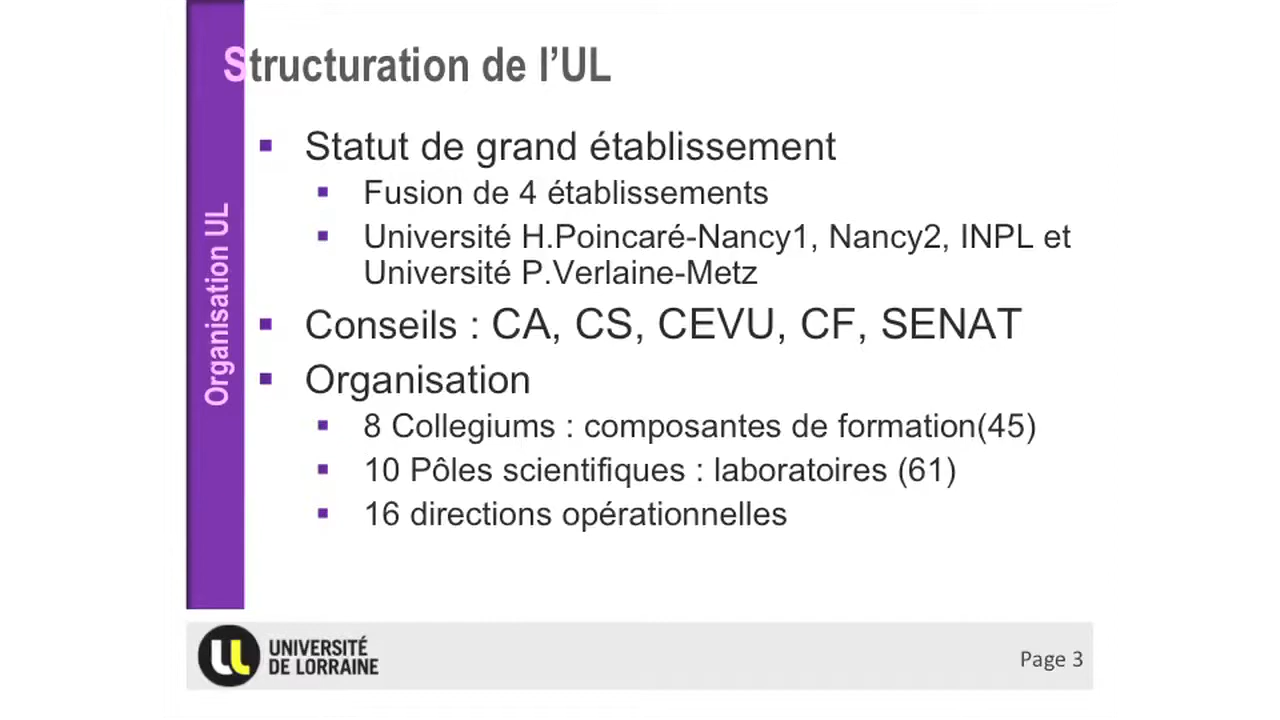 Structuration de l’UL
Organisation UL
Statut de grand établissement
Fusion de 4 établissements
Université H.Poincaré-Nancy1, Nancy2, INPL et
Université P.Verlaine-Metz
Conseils : CA, CS, CEVU, CF, SENAT
Organisation
8 Collegiums : composantes de formation(45)
10 Pôles scientifiques : laboratoires (61)
16 directions opérationnelles
UL
UNIVERSITÉ
DE LORRAINE
Page 3